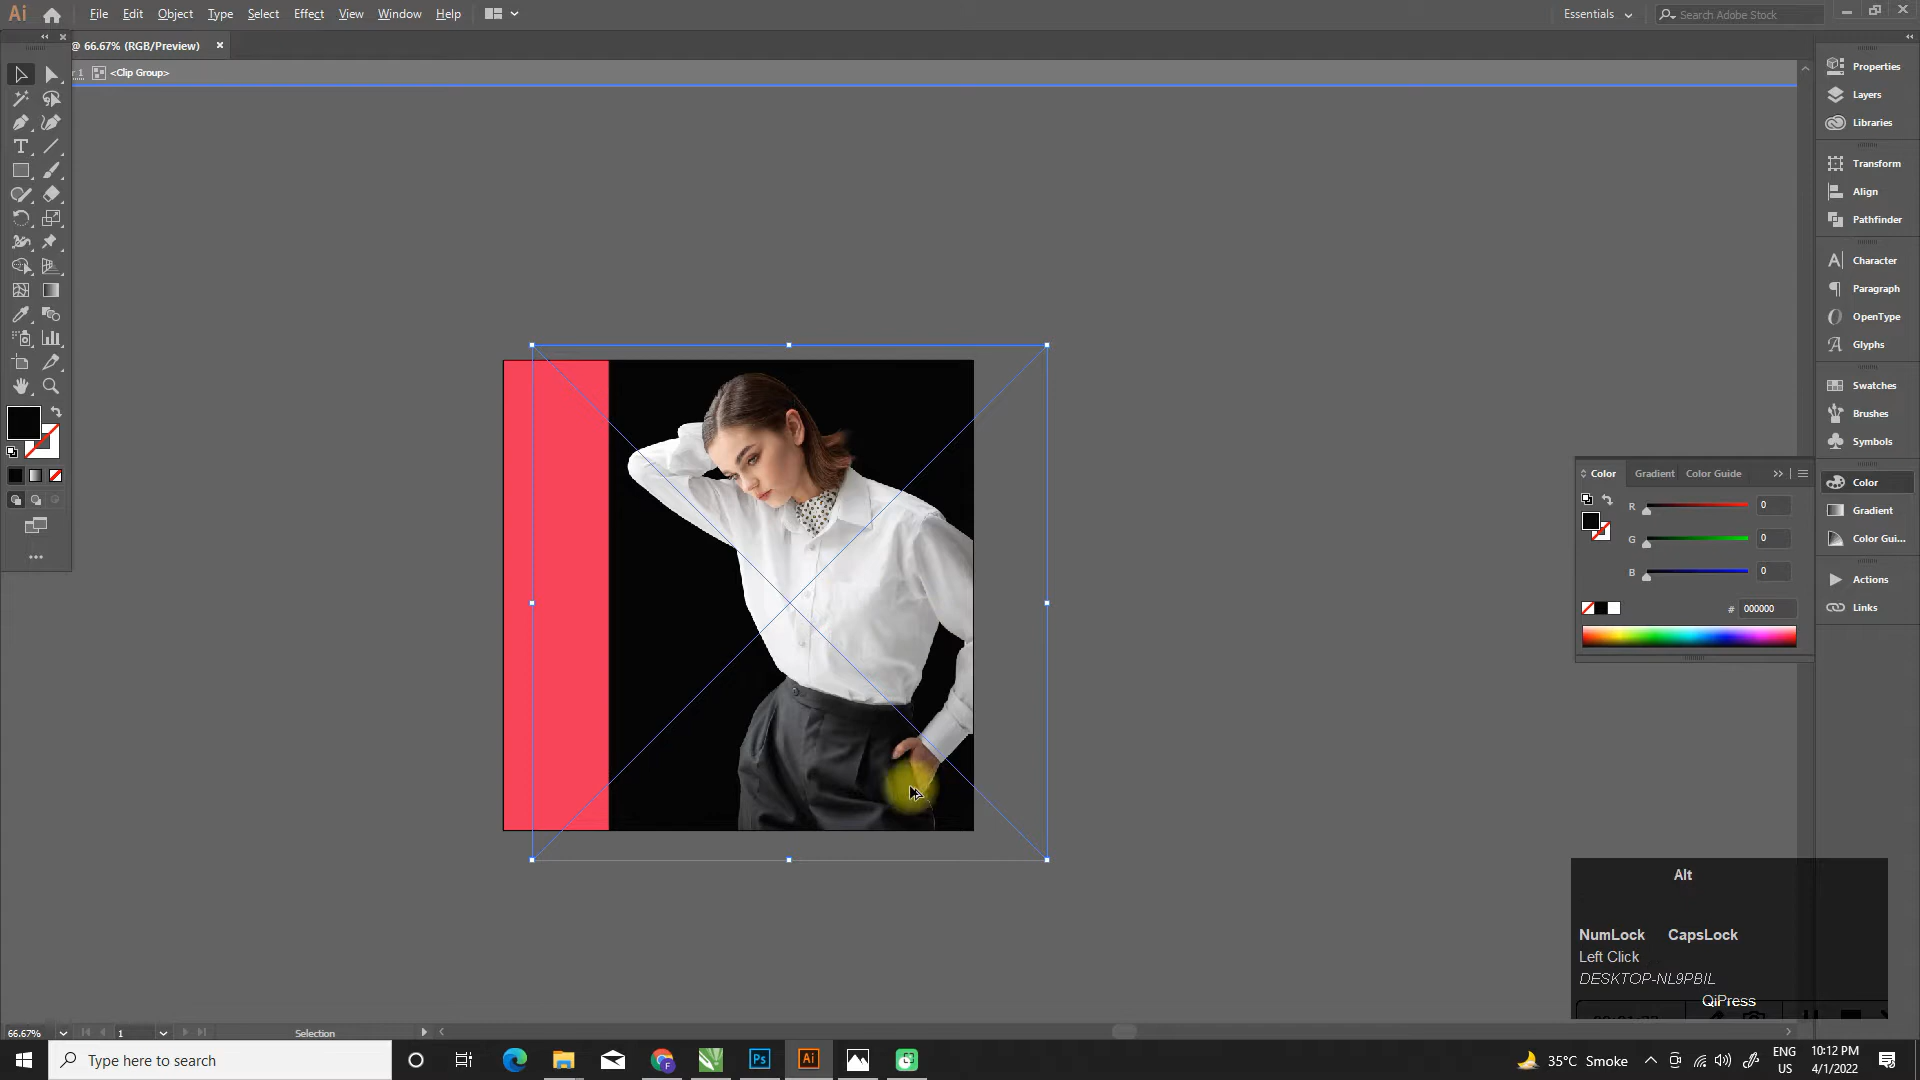 Ai File Edit Object Type Select Effect View Window Help
Essentials
Search Adobe Stock
@ 66.67% (RGB/Preview)
<Clip Group>
Properties
Layers
Libraries
Transform
Align
Pathfinder
Character
Paragraph
OpenType
Glyphs
Swatches
Brushes
Symbols
Color
Gradient
Color Gui...
Actions
Links
Color Gradient Color Guide
R 0
G 0
B 0
# 000000
Alt
NumLock CapsLock
Left Click
DESKTOP-NL9PBIL
QiPress
66.67% 1 Selection
Type here to search
Ps
Ai
35°C Smoke
ENG
US
10:12 PM
4/1/2022